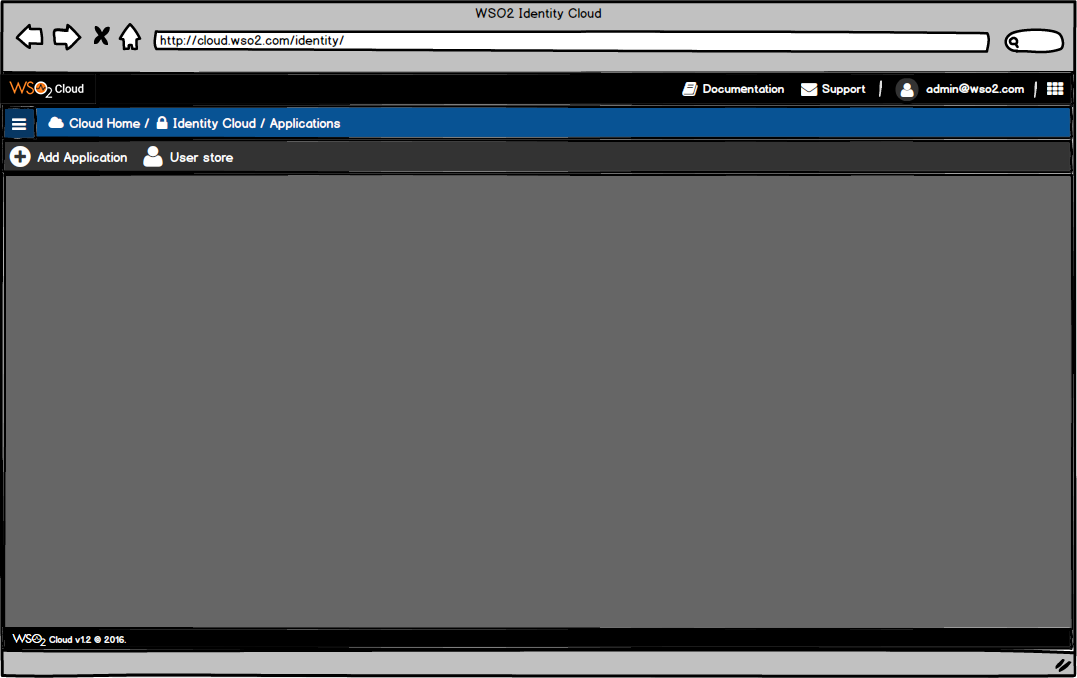 WSO2 Identity Cloud
http://cloud.wso2.com/identity/
WSO2 Cloud Documentation Support | admin@wso2.com |
Cloud Home / Identity Cloud / Applications
Add Application User store
WSO2 Cloud v1.2 © 2016.